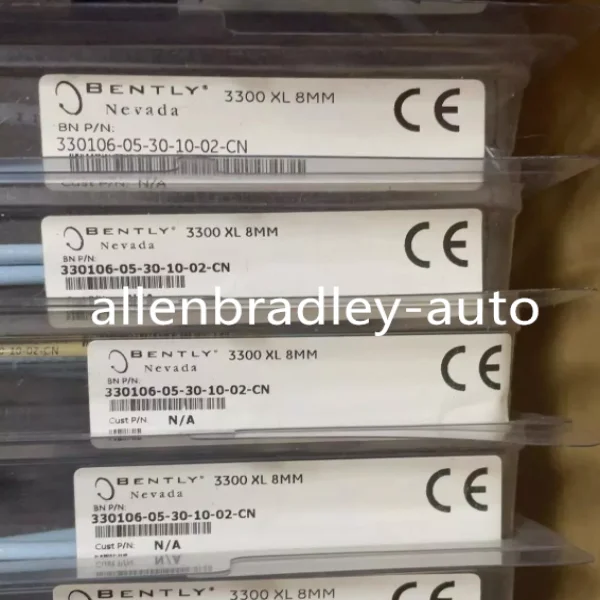 BENTLY® 3300 XL 8MM
Nevada
BN P/N:
330106-05-30-10-02-CN
Cust P/N: N/A
CE
BENTLY® 3300 XL 8MM
Nevada
BN P/N:
330106-05-30-10-02-CN
CE
allenbradley-auto
10-02-CN
BENTLY® 3300 XL 8MM
Nevada
BN P/N:
330106-05-30-10-02-CN
Cust P/N: N/A
CE
BENTLY® 3300 XL 8MM
Nevada
BN P/N:
330106-05-30-10-02-CN
Cust P/N: N/A
CE
BENTLY® 3300 XL 8MM